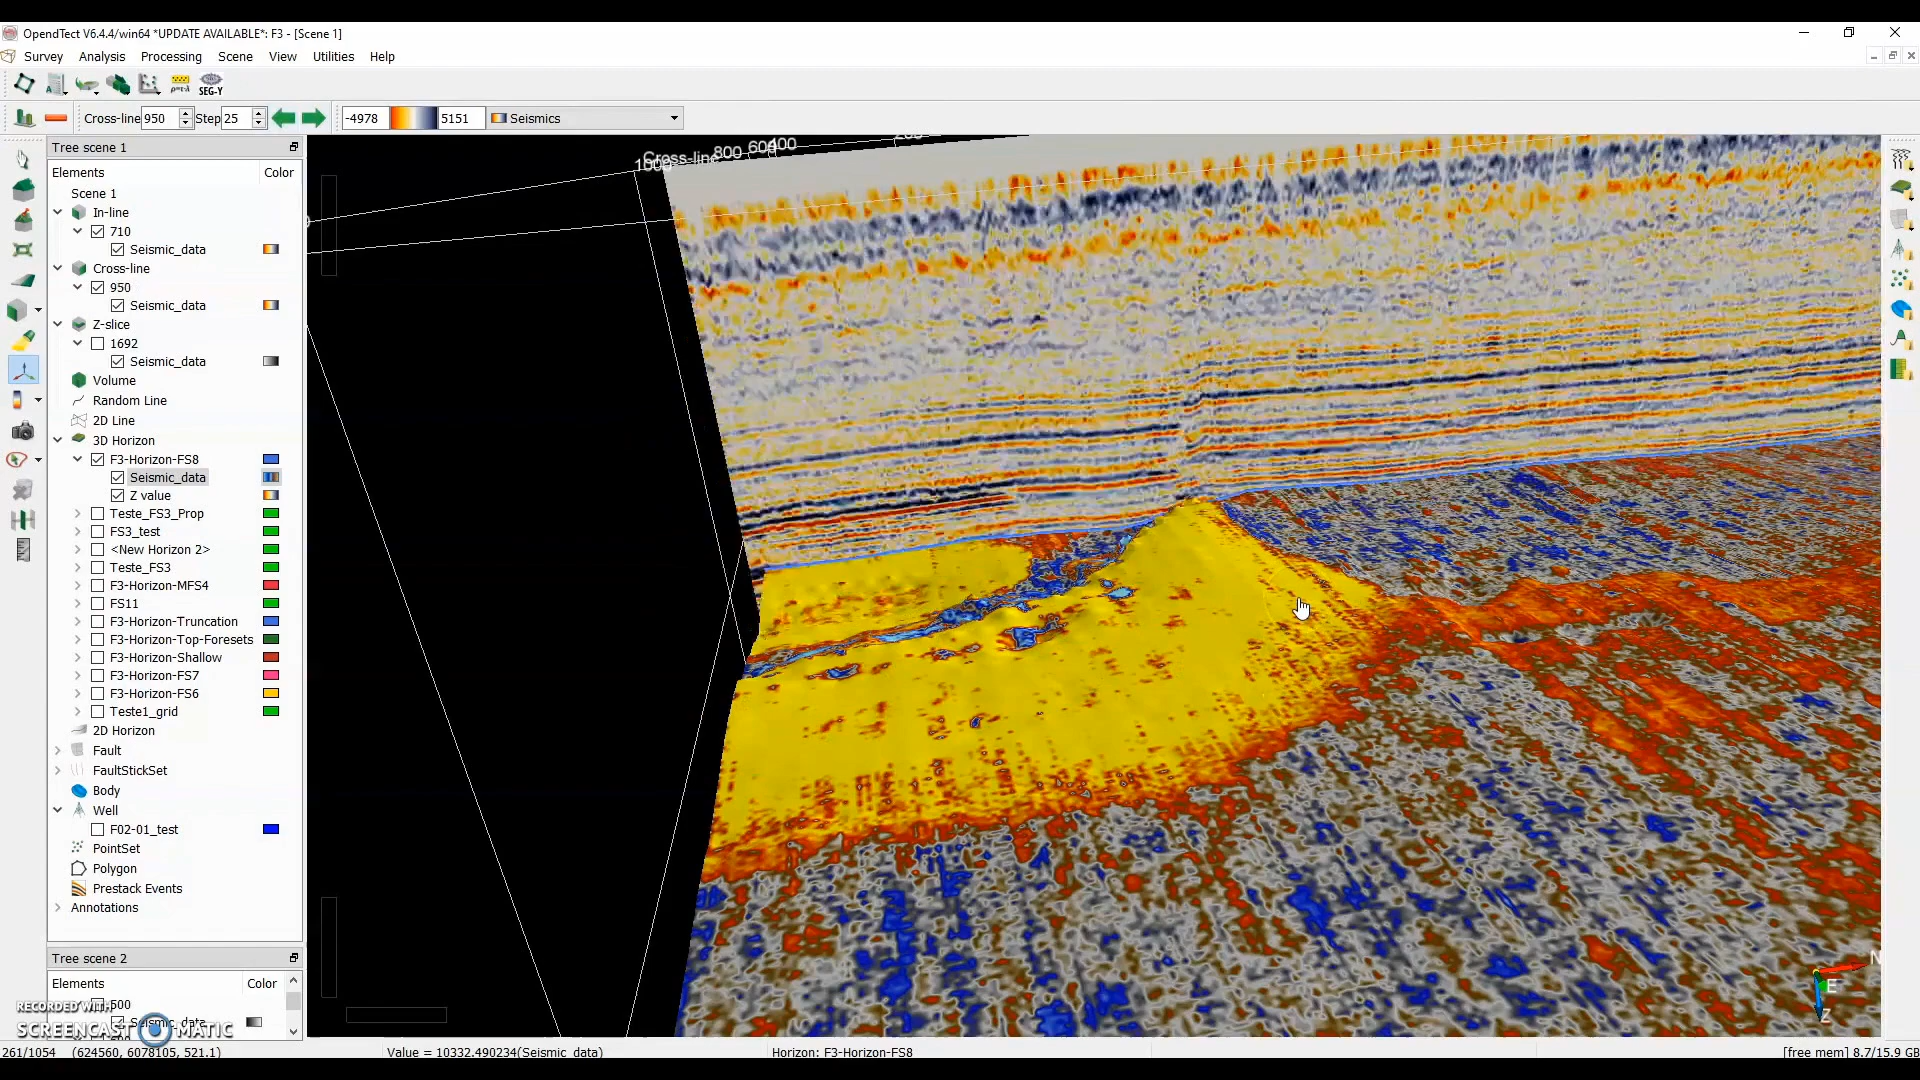 OpendTect V6.4.4/win64 *UPDATE AVAILABLE*: F3 - [Scene 1]
Survey Analysis Processing Scene View Utilities Help
SEG-Y
Cross-line 950 Step 25 -4978 5151 Seismics
Tree scene 1
Elements Color
Scene 1
In-line
710
Seismic_data
Cross-line
950
Seismic_data
Z-slice
1692
Seismic_data
Volume
Random Line
2D Line
3D Horizon
F3-Horizon-FS8
Seismic_data
Z value
Teste_FS3_Prop
FS3_test
<New Horizon 2>
Teste_FS3
F3-Horizon-MFS4
FS11
F3-Horizon-Truncation
F3-Horizon-Top-Foresets
F3-Horizon-Shallow
F3-Horizon-FS7
F3-Horizon-FS6
Teste1_grid
2D Horizon
Fault
FaultStickSet
Body
Well
F02-01_test
PointSet
Polygon
Prestack Events
Annotations
Tree scene 2
Elements Color
500
Seismic_data
RECORDED WITH
SCREENCAST MATIC
1000 Cross-line 800 600 400
N
E
Z
261/1054 (624560, 6078105, 521.1) Value = 10332.490234(Seismic_data) Horizon: F3-Horizon-FS8 [free mem] 8.7/15.9 GB